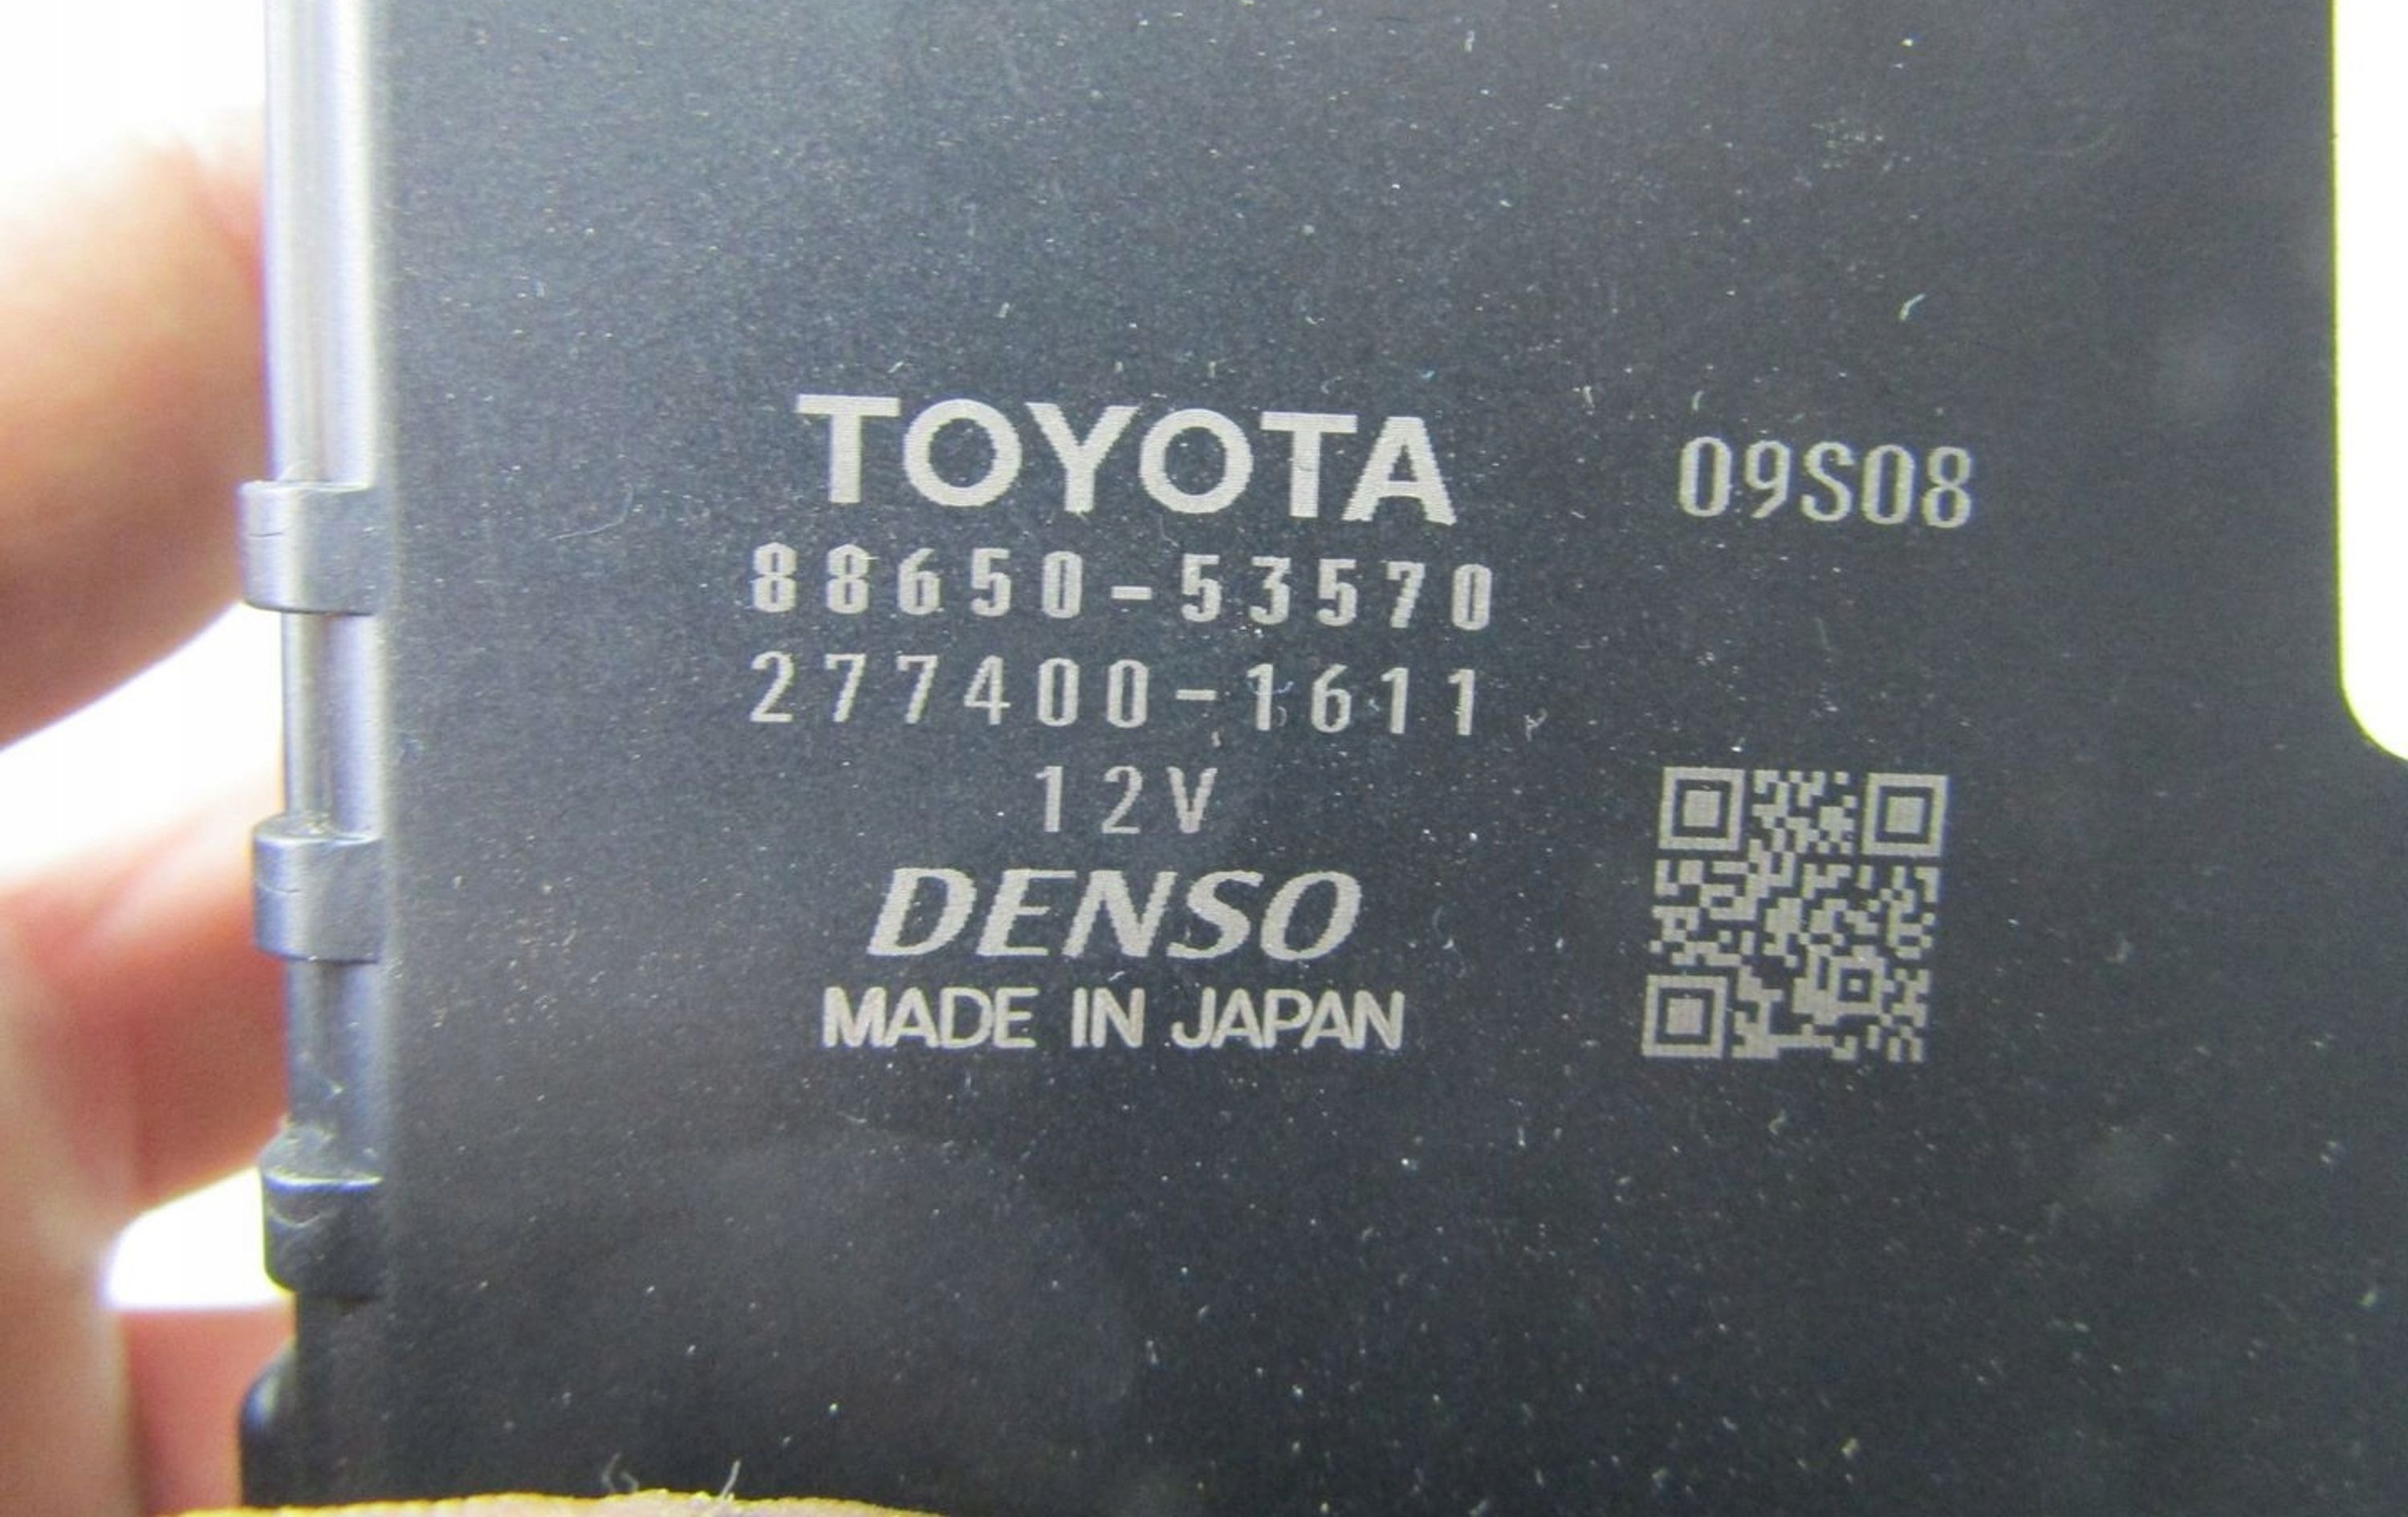 TOYOTA 09S08
88650-53570
277400-1611
12V
DENSO
MADE IN JAPAN